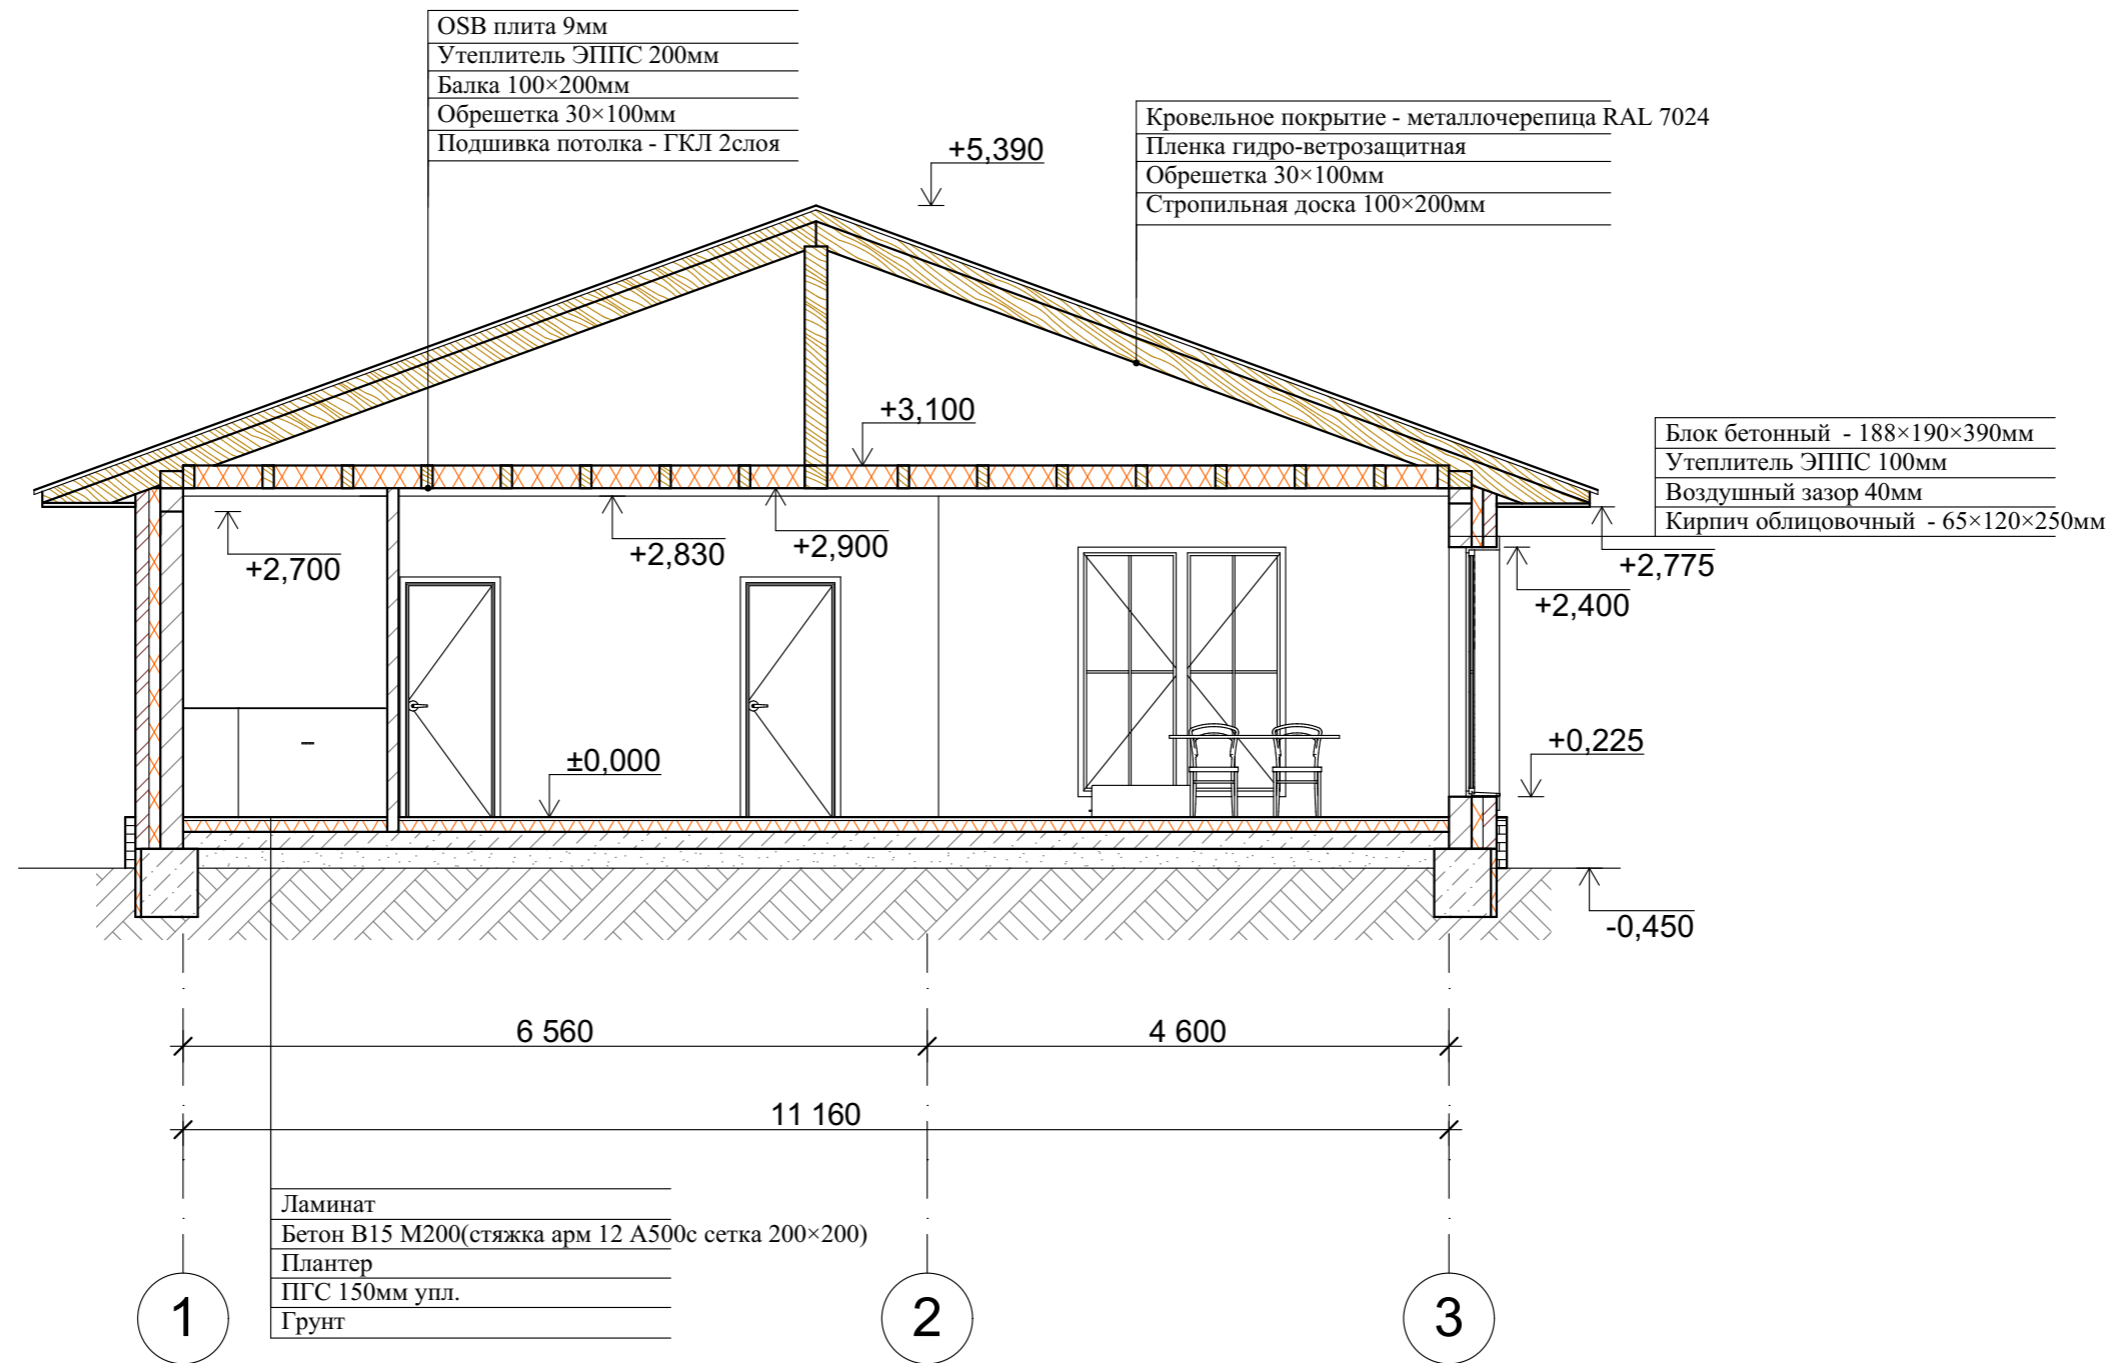 OSB плита 9мм
Утеплитель ЭППС 200мм
Балка 100×200мм
Обрешетка 30×100мм
Подшивка потолка - ГКЛ 2слоя
+5,390
Кровельное покрытие - металлочерепица RAL 7024
Пленка гидро-ветрозащитная
Обрешетка 30×100мм
Стропильная доска 100×200мм
+3,100
Блок бетонный - 188×190×390мм
Утеплитель ЭППС 100мм
Воздушный зазор 40мм
Кирпич облицовочный - 65×120×250мм
+2,700
+2,830
+2,900
+2,775
+2,400
+0,225
±0,000
-0,450
6 560
4 600
11 160
Ламинат
Бетон В15 М200(стяжка арм 12 А500с сетка 200×200)
Плантер
ПГС 150мм упл.
Грунт
1
2
3